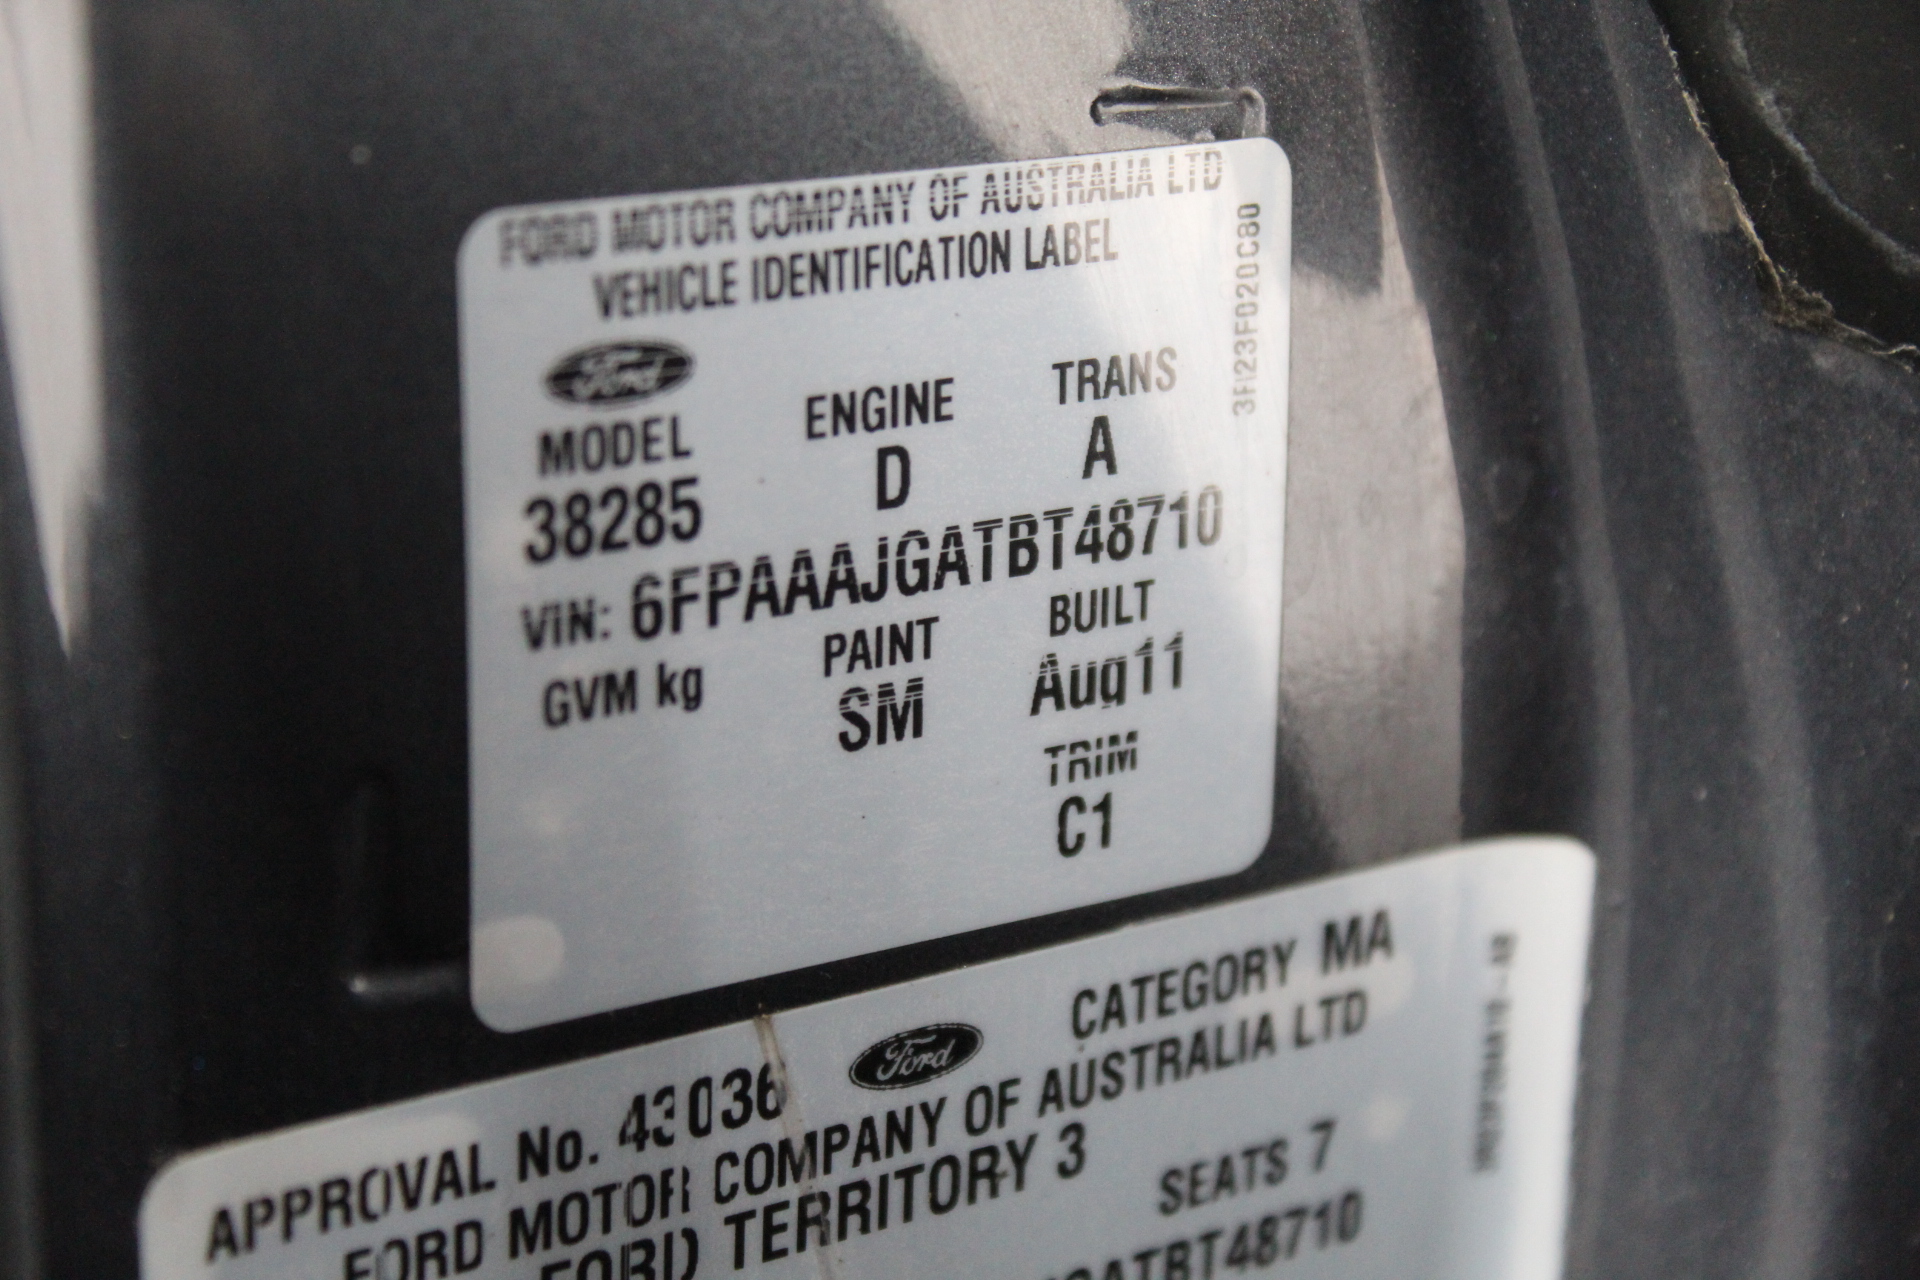 FORD MOTOR COMPANY OF AUSTRALIA LTD
VEHICLE IDENTIFICATION LABEL
Ford
MODEL ENGINE TRANS
38285 D A
VIN: 6FPAAAJGATBT48710
GVM kg PAINT BUILT
SM Aug11
TRIM
C1
APPROVAL No. 43036 Ford CATEGORY MA
FORD MOTOR COMPANY OF AUSTRALIA LTD
FORD TERRITORY 3 SEATS 7
GATBT48710